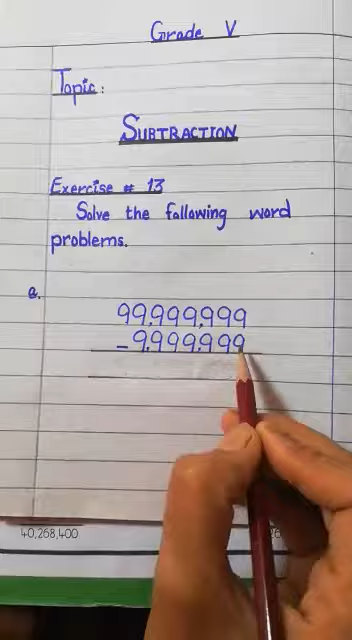 Grade V
Topic:
SUBTRACTION
Exercise # 13
Solve the following word
problems.
a.
99,999,999
- 9,999,999
40,268,400